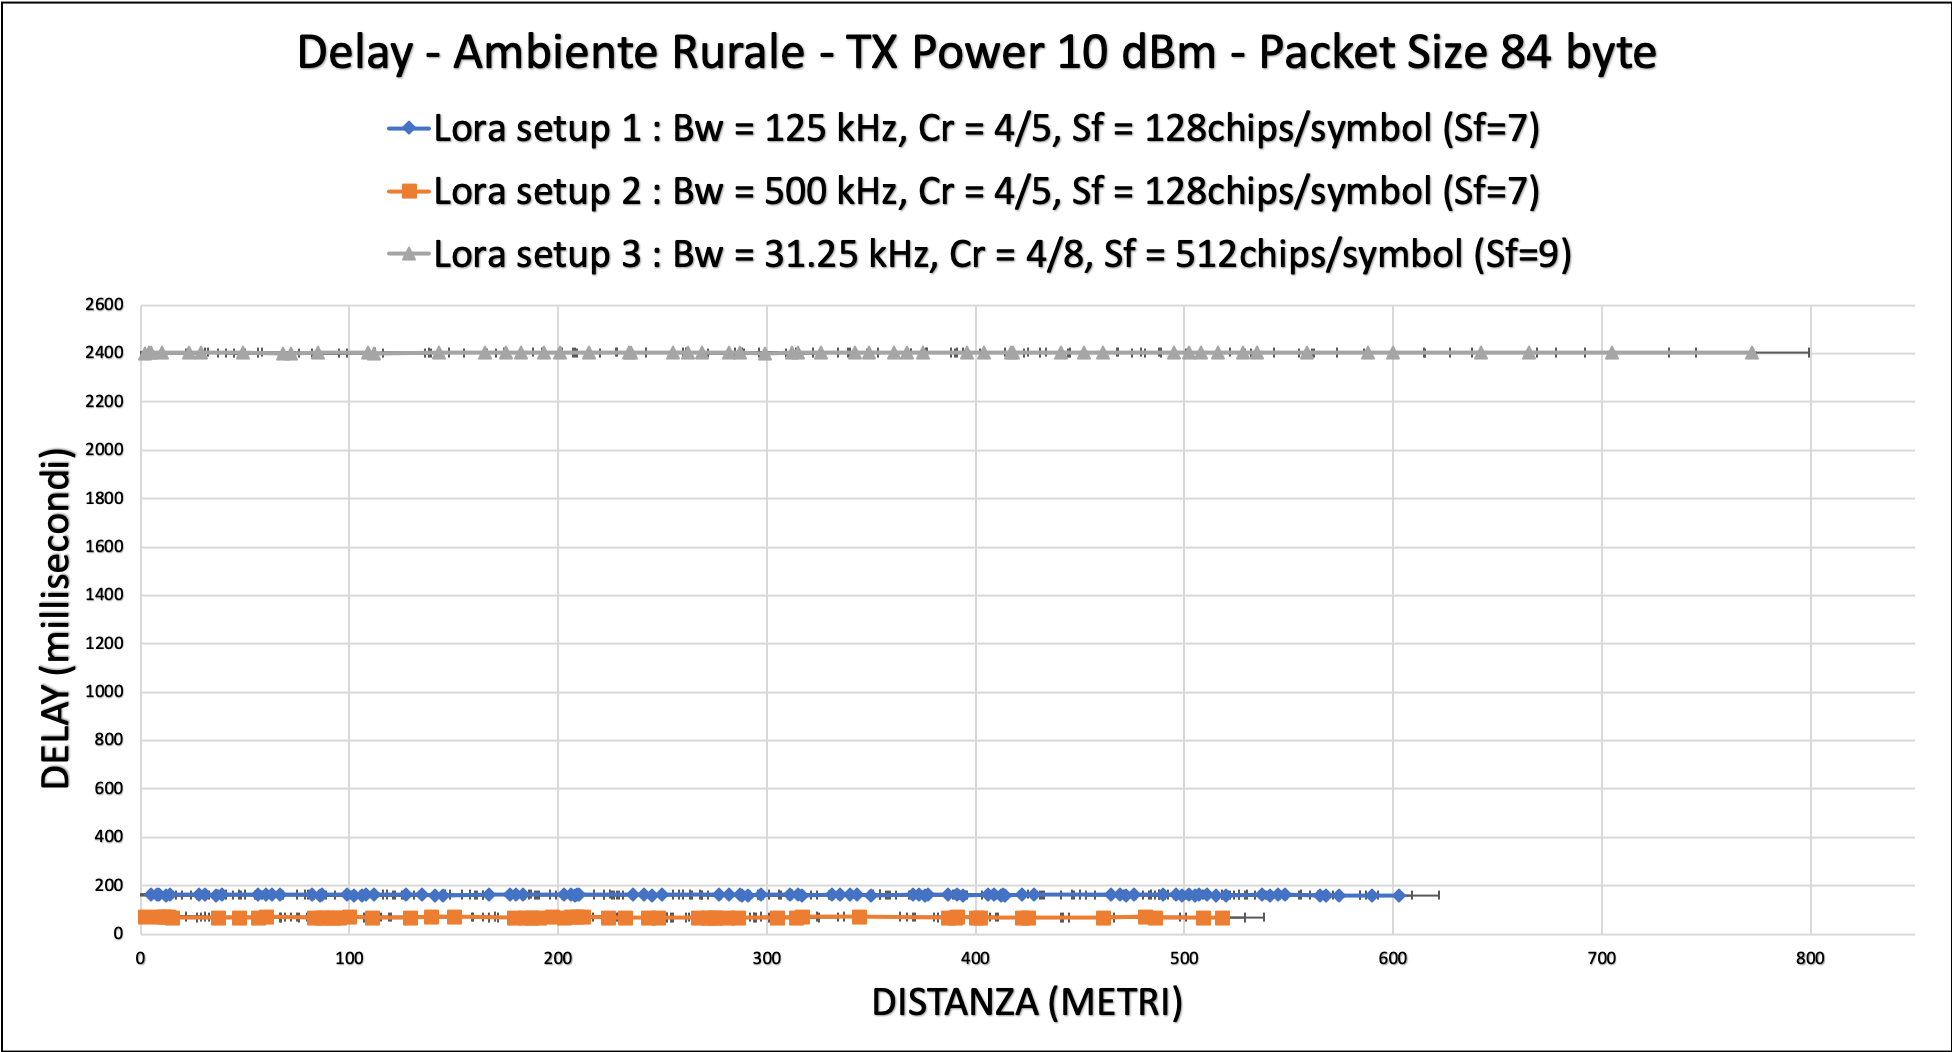 Delay - Ambiente Rurale - TX Power 10 dBm - Packet Size 84 byte
Lora setup 1 : Bw = 125 kHz, Cr = 4/5, Sf = 128chips/symbol (Sf=7)
Lora setup 2 : Bw = 500 kHz, Cr = 4/5, Sf = 128chips/symbol (Sf=7)
Lora setup 3 : Bw = 31.25 kHz, Cr = 4/8, Sf = 512chips/symbol (Sf=9)
DELAY (millisecondi)
2600
2400
2200
2000
1800
1600
1400
1200
1000
800
600
400
200
0
0 100 200 300 400 500 600 700 800
DISTANZA (METRI)